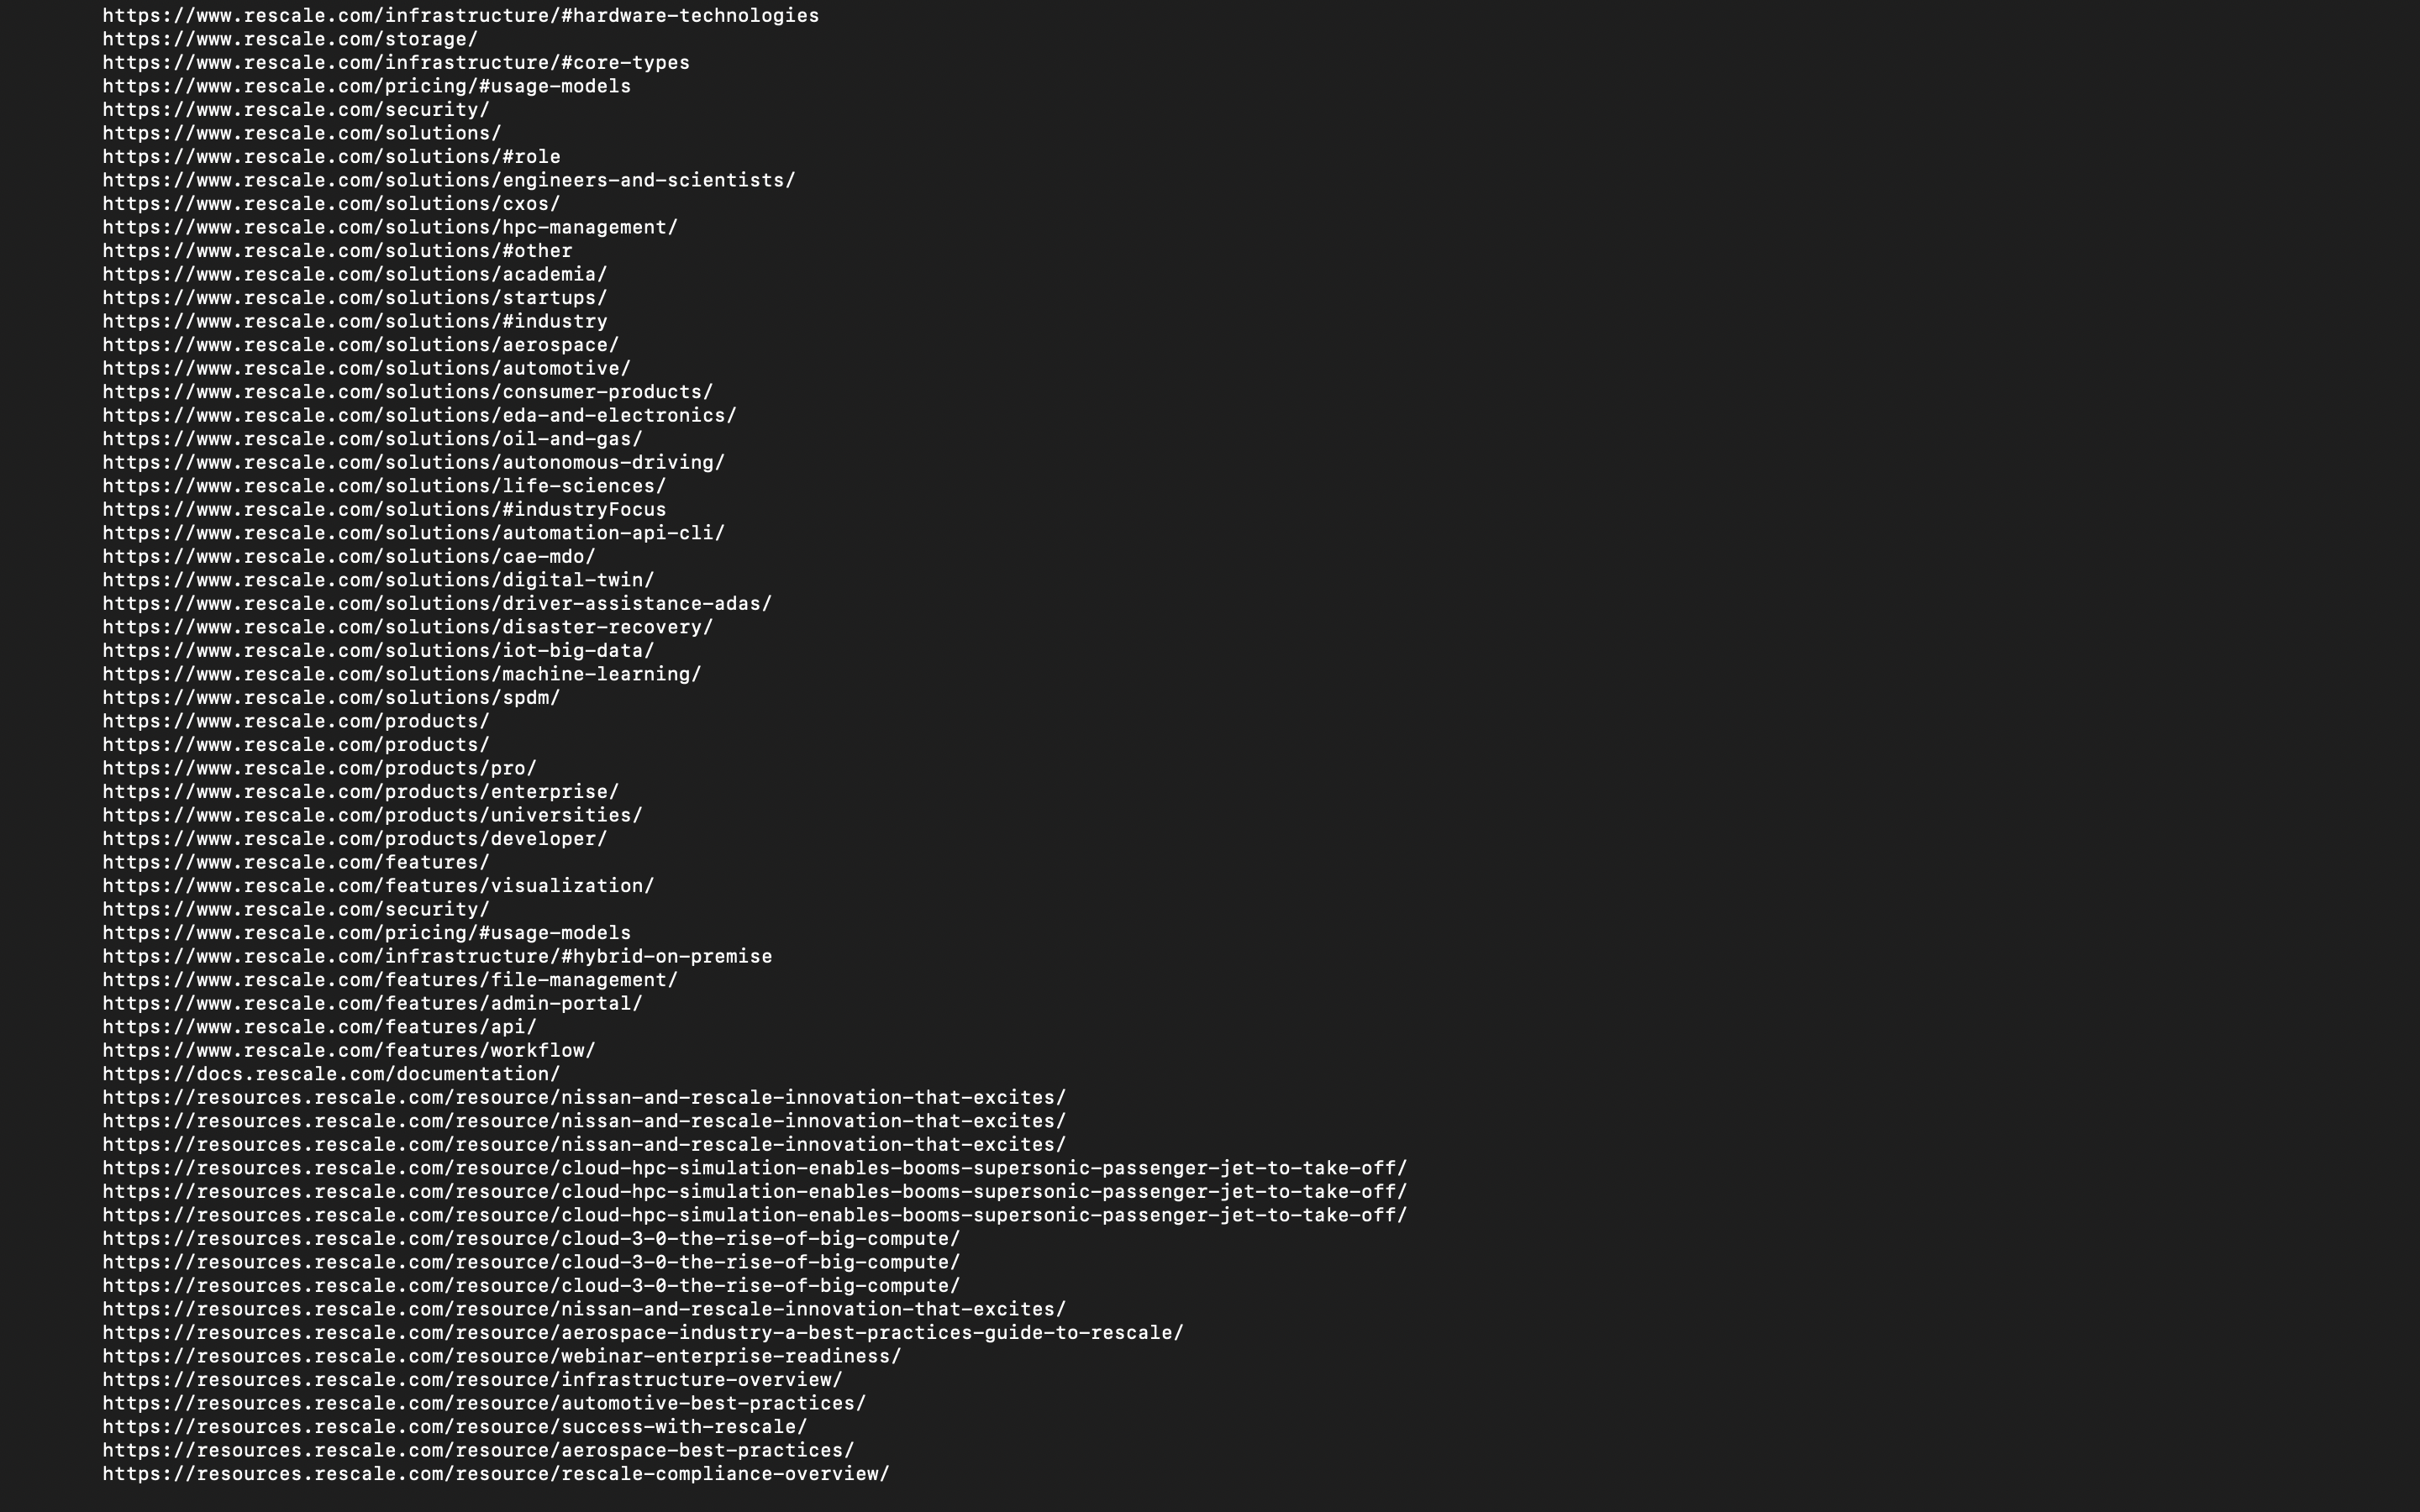 https://www.rescale.com/infrastructure/#hardware-technologies
https://www.rescale.com/storage/
https://www.rescale.com/infrastructure/#core-types
https://www.rescale.com/pricing/#usage-models
https://www.rescale.com/security/
https://www.rescale.com/solutions/
https://www.rescale.com/solutions/#role
https://www.rescale.com/solutions/engineers-and-scientists/
https://www.rescale.com/solutions/cxos/
https://www.rescale.com/solutions/hpc-management/
https://www.rescale.com/solutions/#other
https://www.rescale.com/solutions/academia/
https://www.rescale.com/solutions/startups/
https://www.rescale.com/solutions/#industry
https://www.rescale.com/solutions/aerospace/
https://www.rescale.com/solutions/automotive/
https://www.rescale.com/solutions/consumer-products/
https://www.rescale.com/solutions/eda-and-electronics/
https://www.rescale.com/solutions/oil-and-gas/
https://www.rescale.com/solutions/autonomous-driving/
https://www.rescale.com/solutions/life-sciences/
https://www.rescale.com/solutions/#industryFocus
https://www.rescale.com/solutions/automation-api-cli/
https://www.rescale.com/solutions/cae-mdo/
https://www.rescale.com/solutions/digital-twin/
https://www.rescale.com/solutions/driver-assistance-adas/
https://www.rescale.com/solutions/disaster-recovery/
https://www.rescale.com/solutions/iot-big-data/
https://www.rescale.com/solutions/machine-learning/
https://www.rescale.com/solutions/spdm/
https://www.rescale.com/products/
https://www.rescale.com/products/
https://www.rescale.com/products/pro/
https://www.rescale.com/products/enterprise/
https://www.rescale.com/products/universities/
https://www.rescale.com/products/developer/
https://www.rescale.com/features/
https://www.rescale.com/features/visualization/
https://www.rescale.com/security/
https://www.rescale.com/pricing/#usage-models
https://www.rescale.com/infrastructure/#hybrid-on-premise
https://www.rescale.com/features/file-management/
https://www.rescale.com/features/admin-portal/
https://www.rescale.com/features/api/
https://www.rescale.com/features/workflow/
https://docs.rescale.com/documentation/
https://resources.rescale.com/resource/nissan-and-rescale-innovation-that-excites/
https://resources.rescale.com/resource/nissan-and-rescale-innovation-that-excites/
https://resources.rescale.com/resource/nissan-and-rescale-innovation-that-excites/
https://resources.rescale.com/resource/cloud-hpc-simulation-enables-booms-supersonic-passenger-jet-to-take-off/
https://resources.rescale.com/resource/cloud-hpc-simulation-enables-booms-supersonic-passenger-jet-to-take-off/
https://resources.rescale.com/resource/cloud-hpc-simulation-enables-booms-supersonic-passenger-jet-to-take-off/
https://resources.rescale.com/resource/cloud-3-0-the-rise-of-big-compute/
https://resources.rescale.com/resource/cloud-3-0-the-rise-of-big-compute/
https://resources.rescale.com/resource/cloud-3-0-the-rise-of-big-compute/
https://resources.rescale.com/resource/nissan-and-rescale-innovation-that-excites/
https://resources.rescale.com/resource/aerospace-industry-a-best-practices-guide-to-rescale/
https://resources.rescale.com/resource/webinar-enterprise-readiness/
https://resources.rescale.com/resource/infrastructure-overview/
https://resources.rescale.com/resource/automotive-best-practices/
https://resources.rescale.com/resource/success-with-rescale/
https://resources.rescale.com/resource/aerospace-best-practices/
https://resources.rescale.com/resource/rescale-compliance-overview/